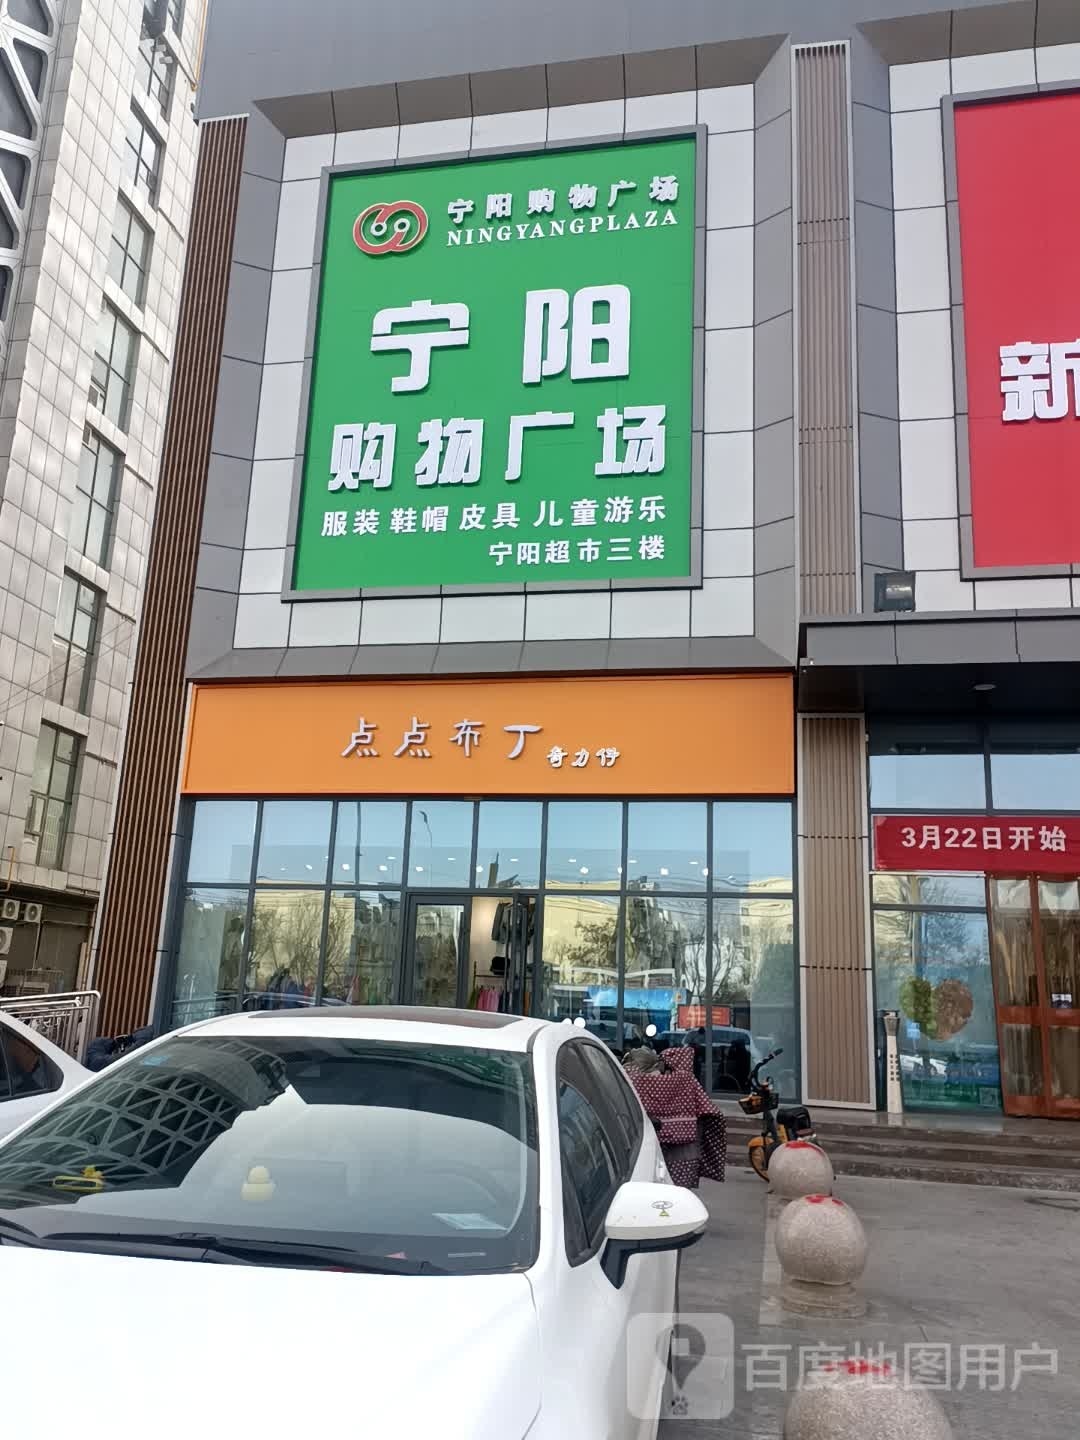 宁阳购物广场
NINGYANGPLAZA
宁阳
购物广场
服装 鞋帽 皮具 儿童游乐
宁阳超市三楼
新
点点布丁 奇力伢
3月22日开始
百度地图用户